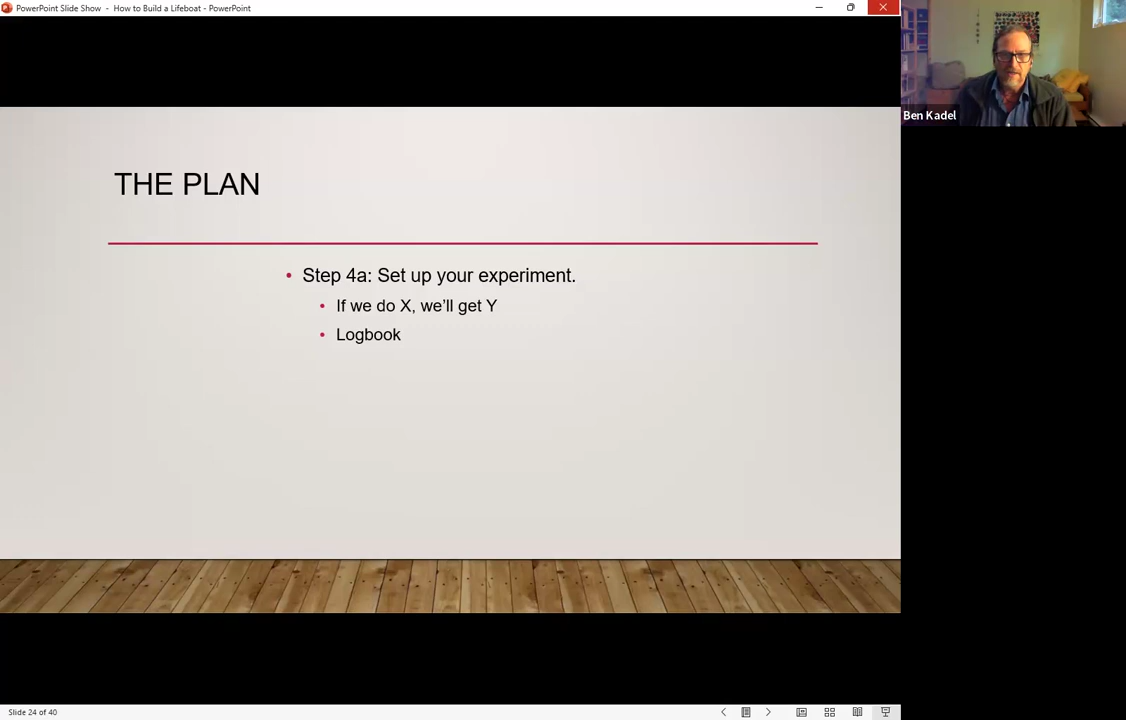 PowerPoint Slide Show - How to Build a Lifeboat - PowerPoint
Ben Kadel
THE PLAN
• Step 4a: Set up your experiment.
• If we do X, we'll get Y
• Logbook
Slide 24 of 40